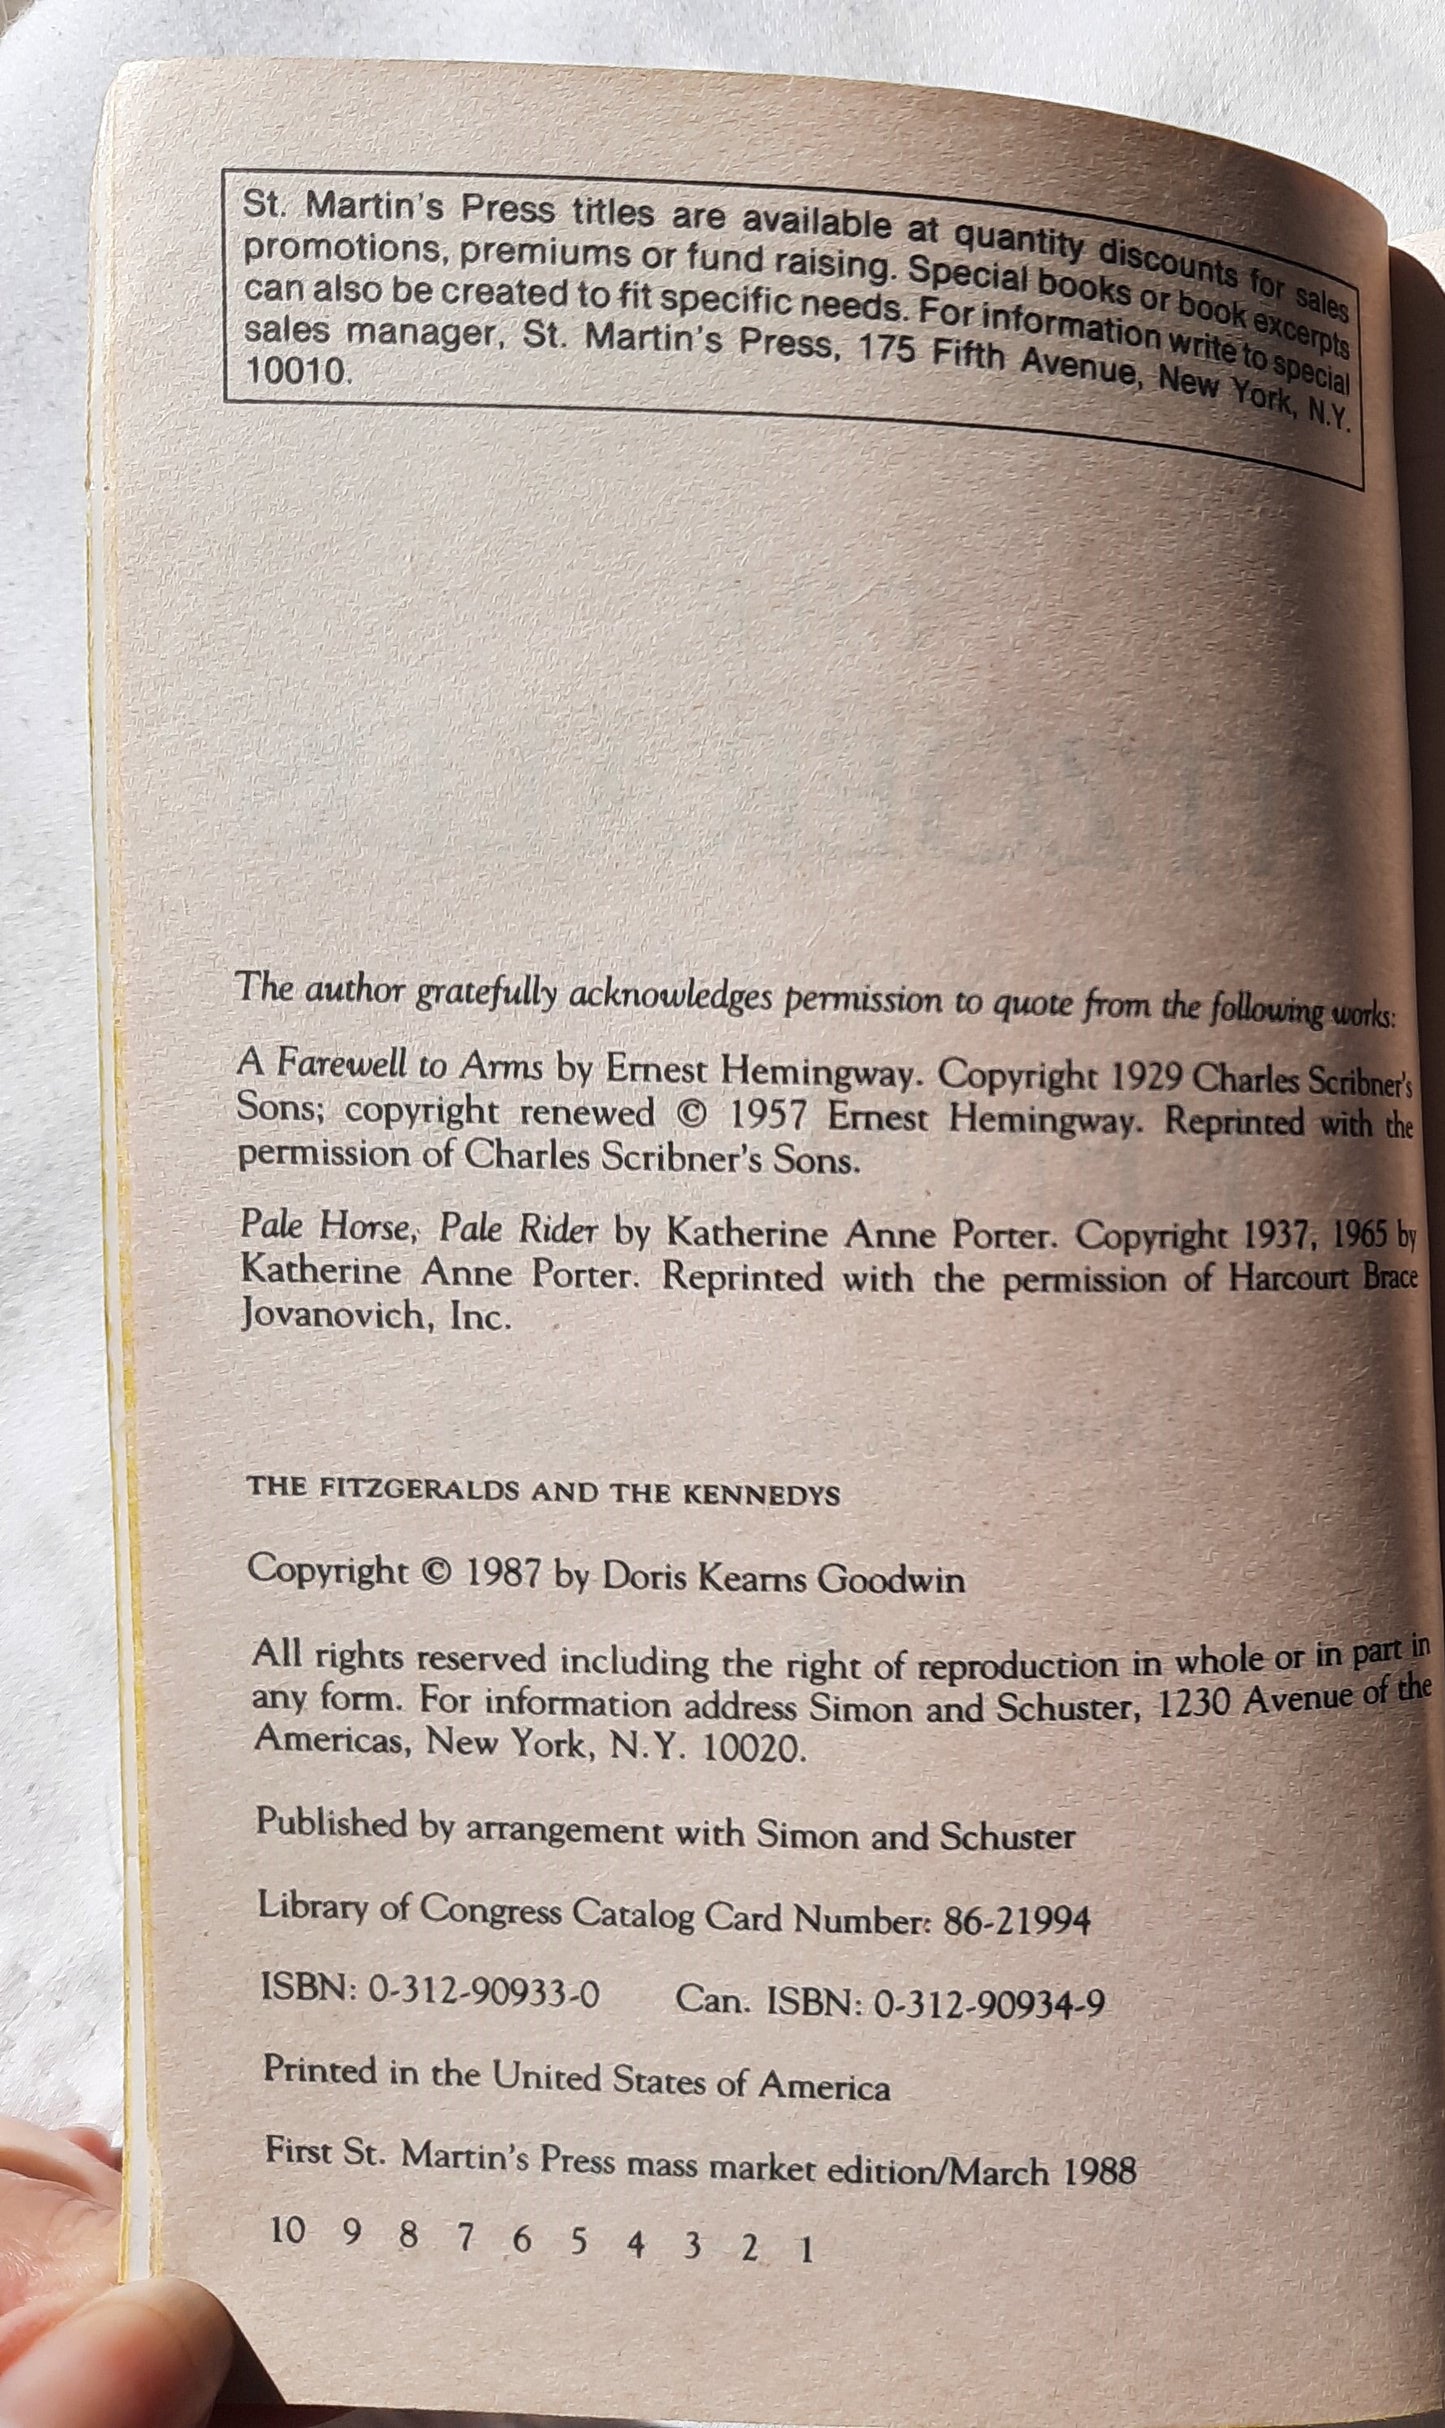 St. Martin's Press titles are available at quantity discounts for sales
promotions, premiums or fund raising. Special books or book excerpts
can also be created to fit specific needs. For information write to special
sales manager, St. Martin's Press, 175 Fifth Avenue, New York, N.Y.
10010.
The author gratefully acknowledges permission to quote from the following works:
A Farewell to Arms by Ernest Hemingway. Copyright 1929 Charles Scribner's
Sons; copyright renewed © 1957 Ernest Hemingway. Reprinted with the
permission of Charles Scribner's Sons.
Pale Horse, Pale Rider by Katherine Anne Porter. Copyright 1937, 1965 by
Katherine Anne Porter. Reprinted with the permission of Harcourt Brace
Jovanovich, Inc.
THE FITZGERALDS AND THE KENNEDYS
Copyright © 1987 by Doris Kearns Goodwin
All rights reserved including the right of reproduction in whole or in part in
any form. For information address Simon and Schuster, 1230 Avenue of the
Americas, New York, N.Y. 10020.
Published by arrangement with Simon and Schuster
Library of Congress Catalog Card Number: 86-21994
ISBN: 0-312-90933-0 Can. ISBN: 0-312-90934-9
Printed in the United States of America
First St. Martin's Press mass market edition/March 1988
10 9 8 7 6 5 4 3 2 1